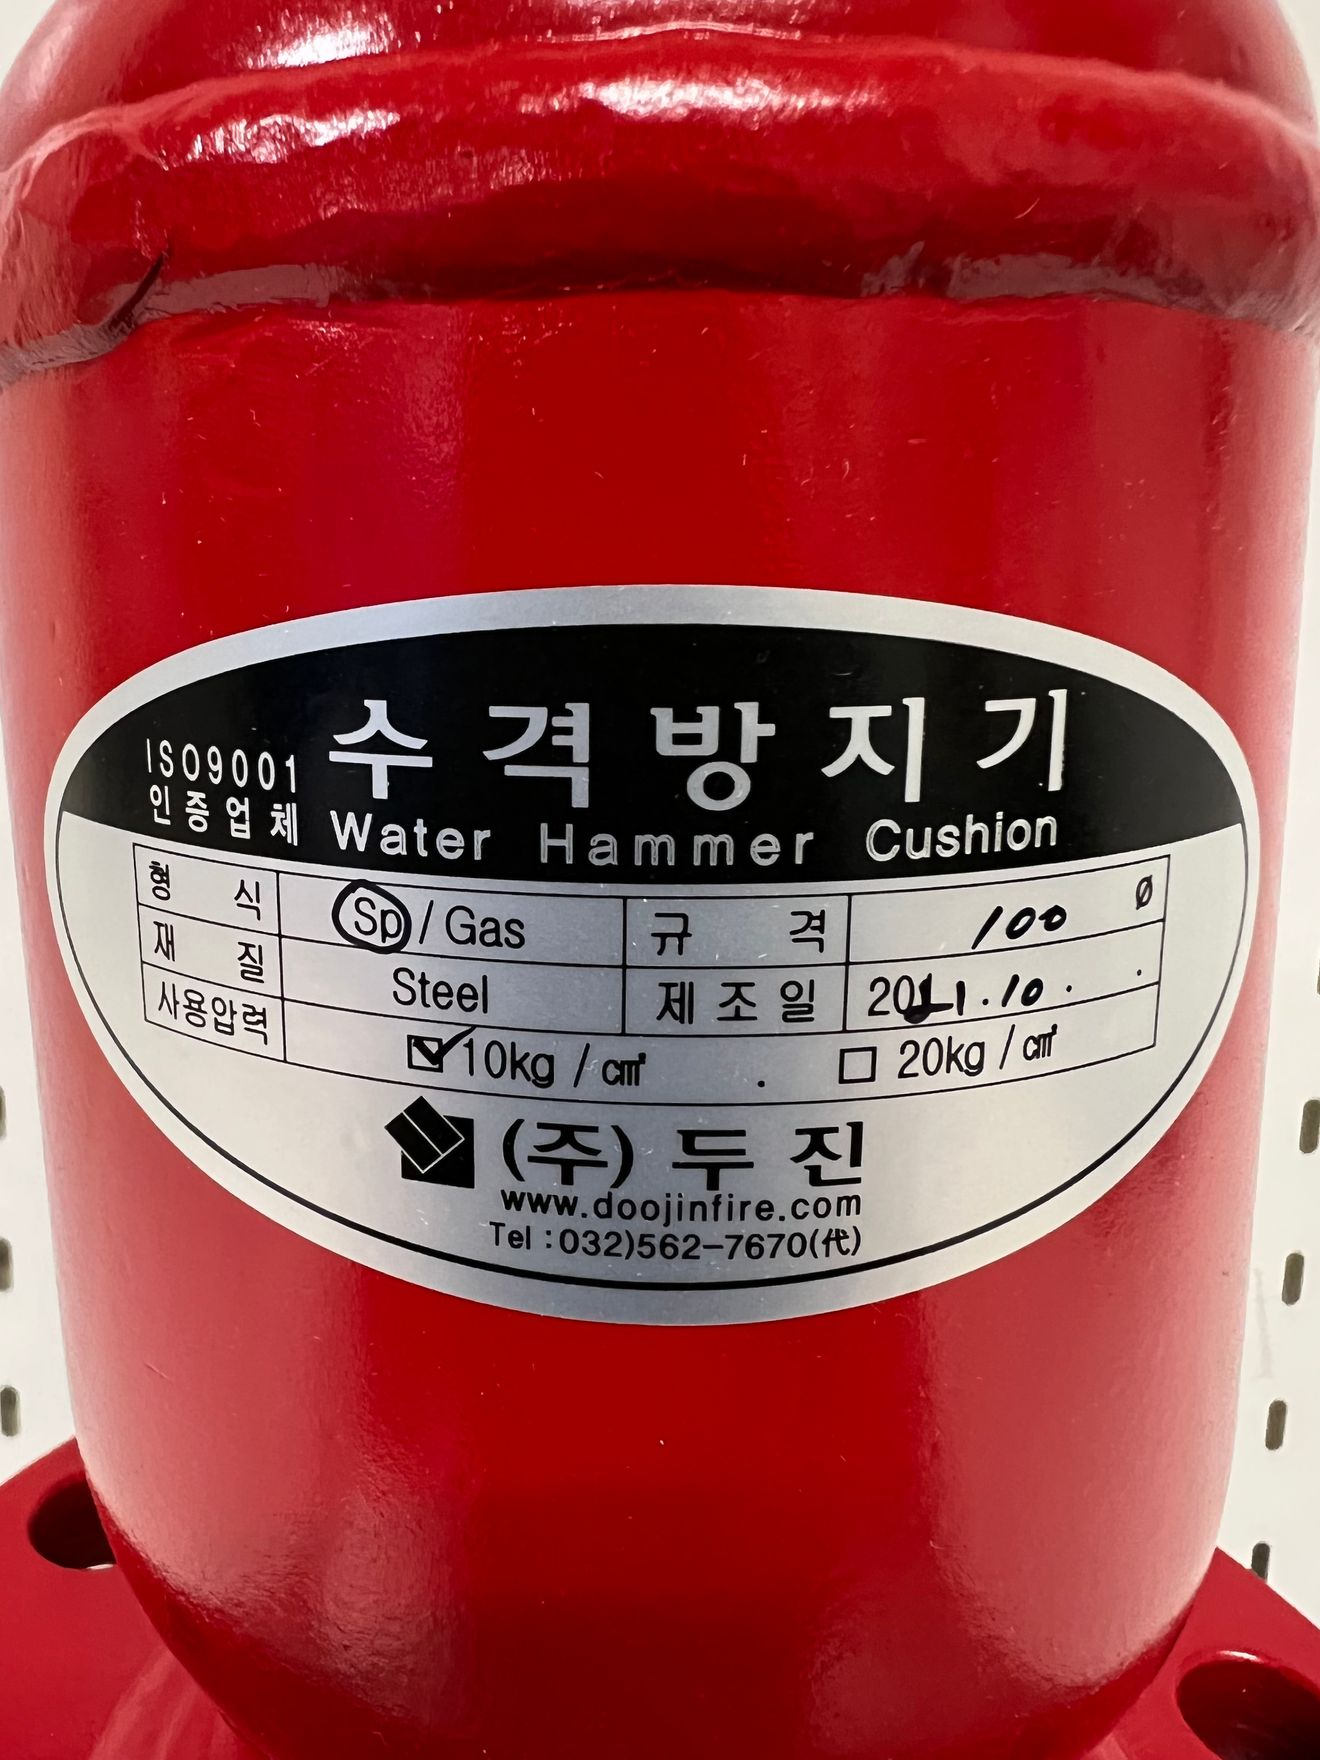 ISO9001
인증업체
수격방지기
Water Hammer Cushion
형 식 Sp / Gas 규 격 100 Ø
재 질 Steel 제조일 .10.
사용압력 ☑ 10kg / ㎠ . ☐ 20kg / ㎠
(주) 두진
www.doojinfire.com
Tel : 032)562-7670(代)